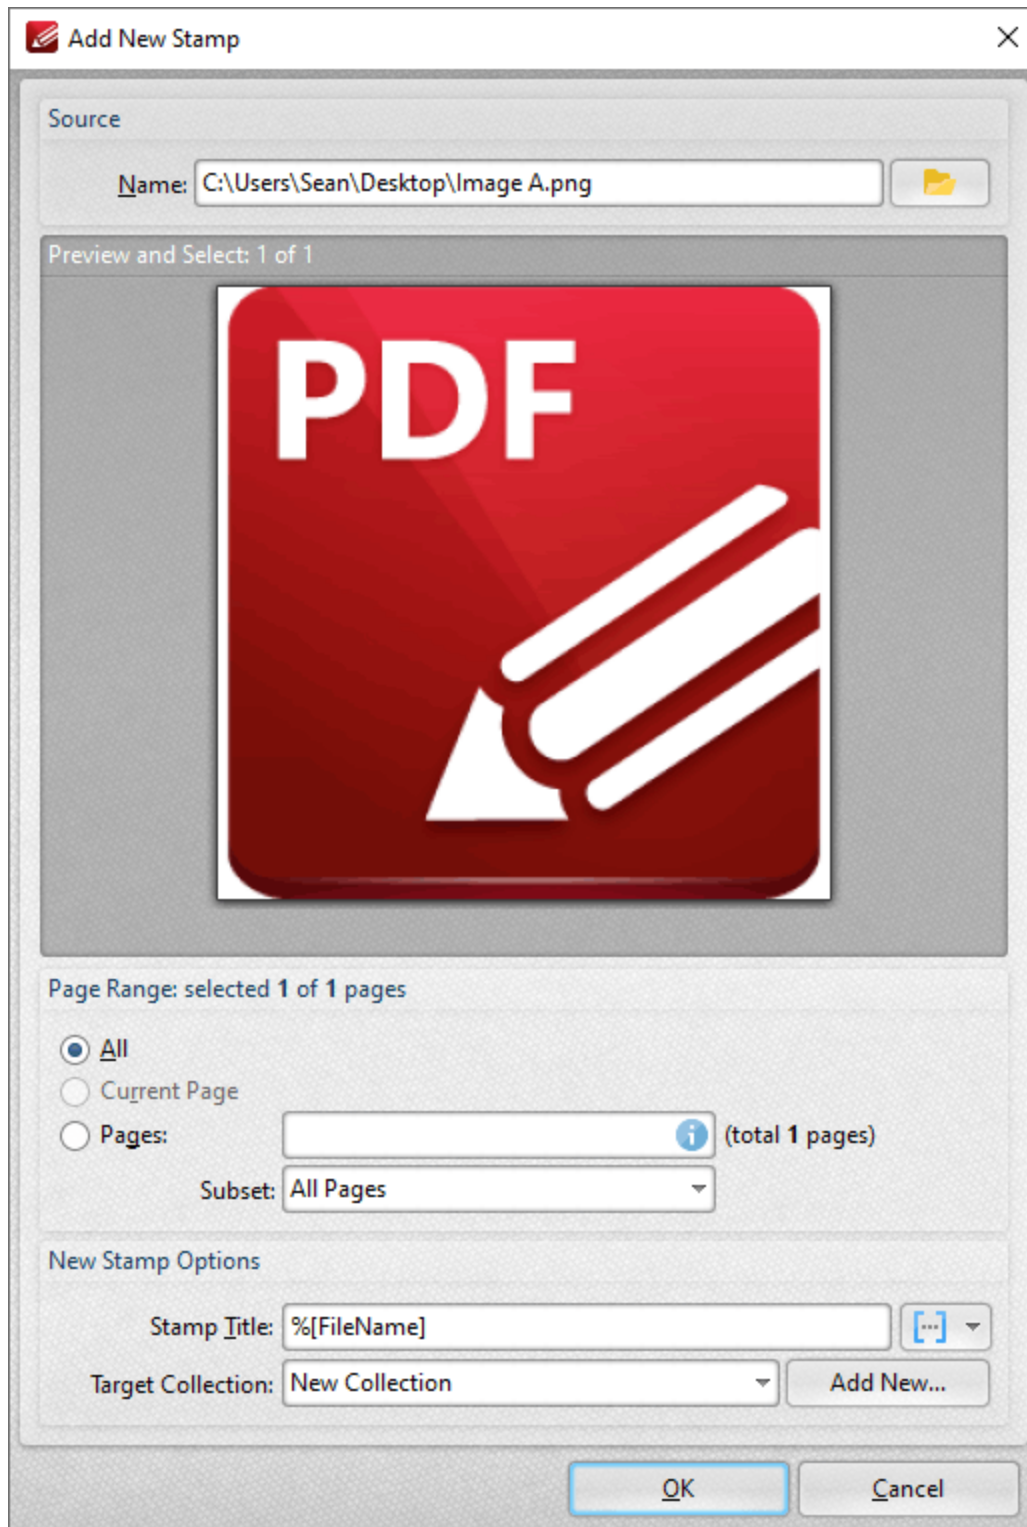 Add New Stamp
Source
Name: C:\Users\Sean\Desktop\Image A.png
Preview and Select: 1 of 1
PDF
Page Range: selected 1 of 1 pages
All
Current Page
Pages: (total 1 pages)
Subset: All Pages
New Stamp Options
Stamp Title: %[FileName]
Target Collection: New Collection Add New...
OK Cancel